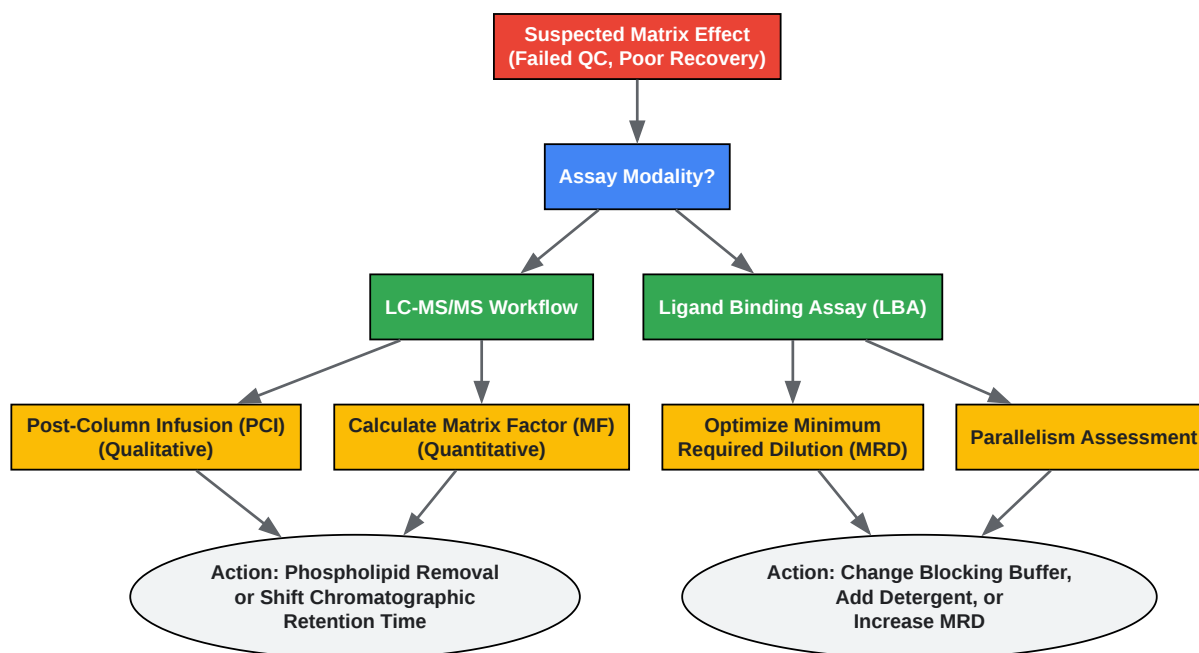 Suspected Matrix Effect
(Failed QC, Poor Recovery)
Assay Modality?
LC-MS/MS Workflow
Ligand Binding Assay (LBA)
Post-Column Infusion (PCI)
(Qualitative)
Calculate Matrix Factor (MF)
(Quantitative)
Optimize Minimum
Required Dilution (MRD)
Parallelism Assessment
Action: Phospholipid Removal
or Shift Chromatographic
Retention Time
Action: Change Blocking Buffer,
Add Detergent, or
Increase MRD